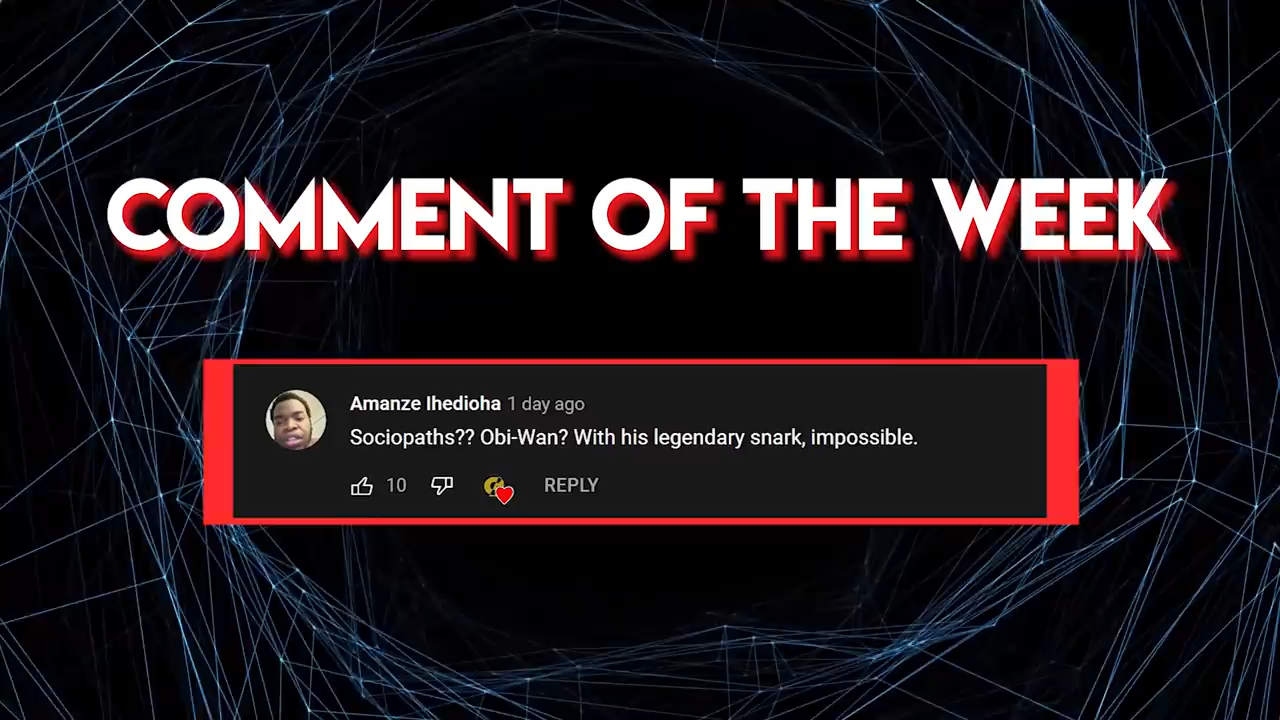 COMMENT OF THE WEEK
Amanze Ihedioha 1 day ago
Sociopaths?? Obi-Wan? With his legendary snark, impossible.
10 REPLY